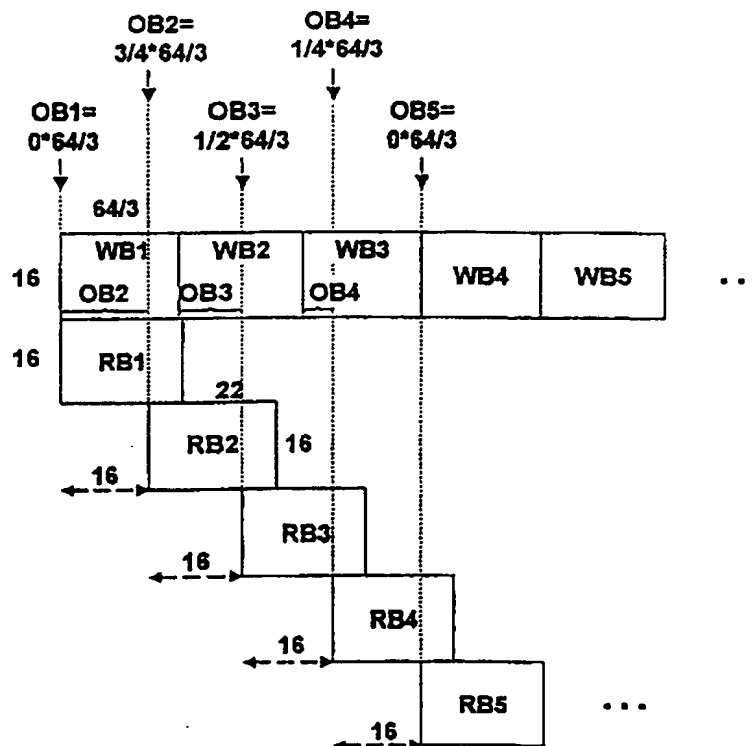 OB2=
3/4*64/3
OB4=
1/4*64/3
OB1=
0*64/3
OB3=
1/2*64/3
OB5=
0*64/3
64/3
16
WB1
WB2
WB3
WB4
WB5
..
OB2
OB3
OB4
16
RB1
22
RB2
16
16
RB3
16
RB4
16
RB5
...
16